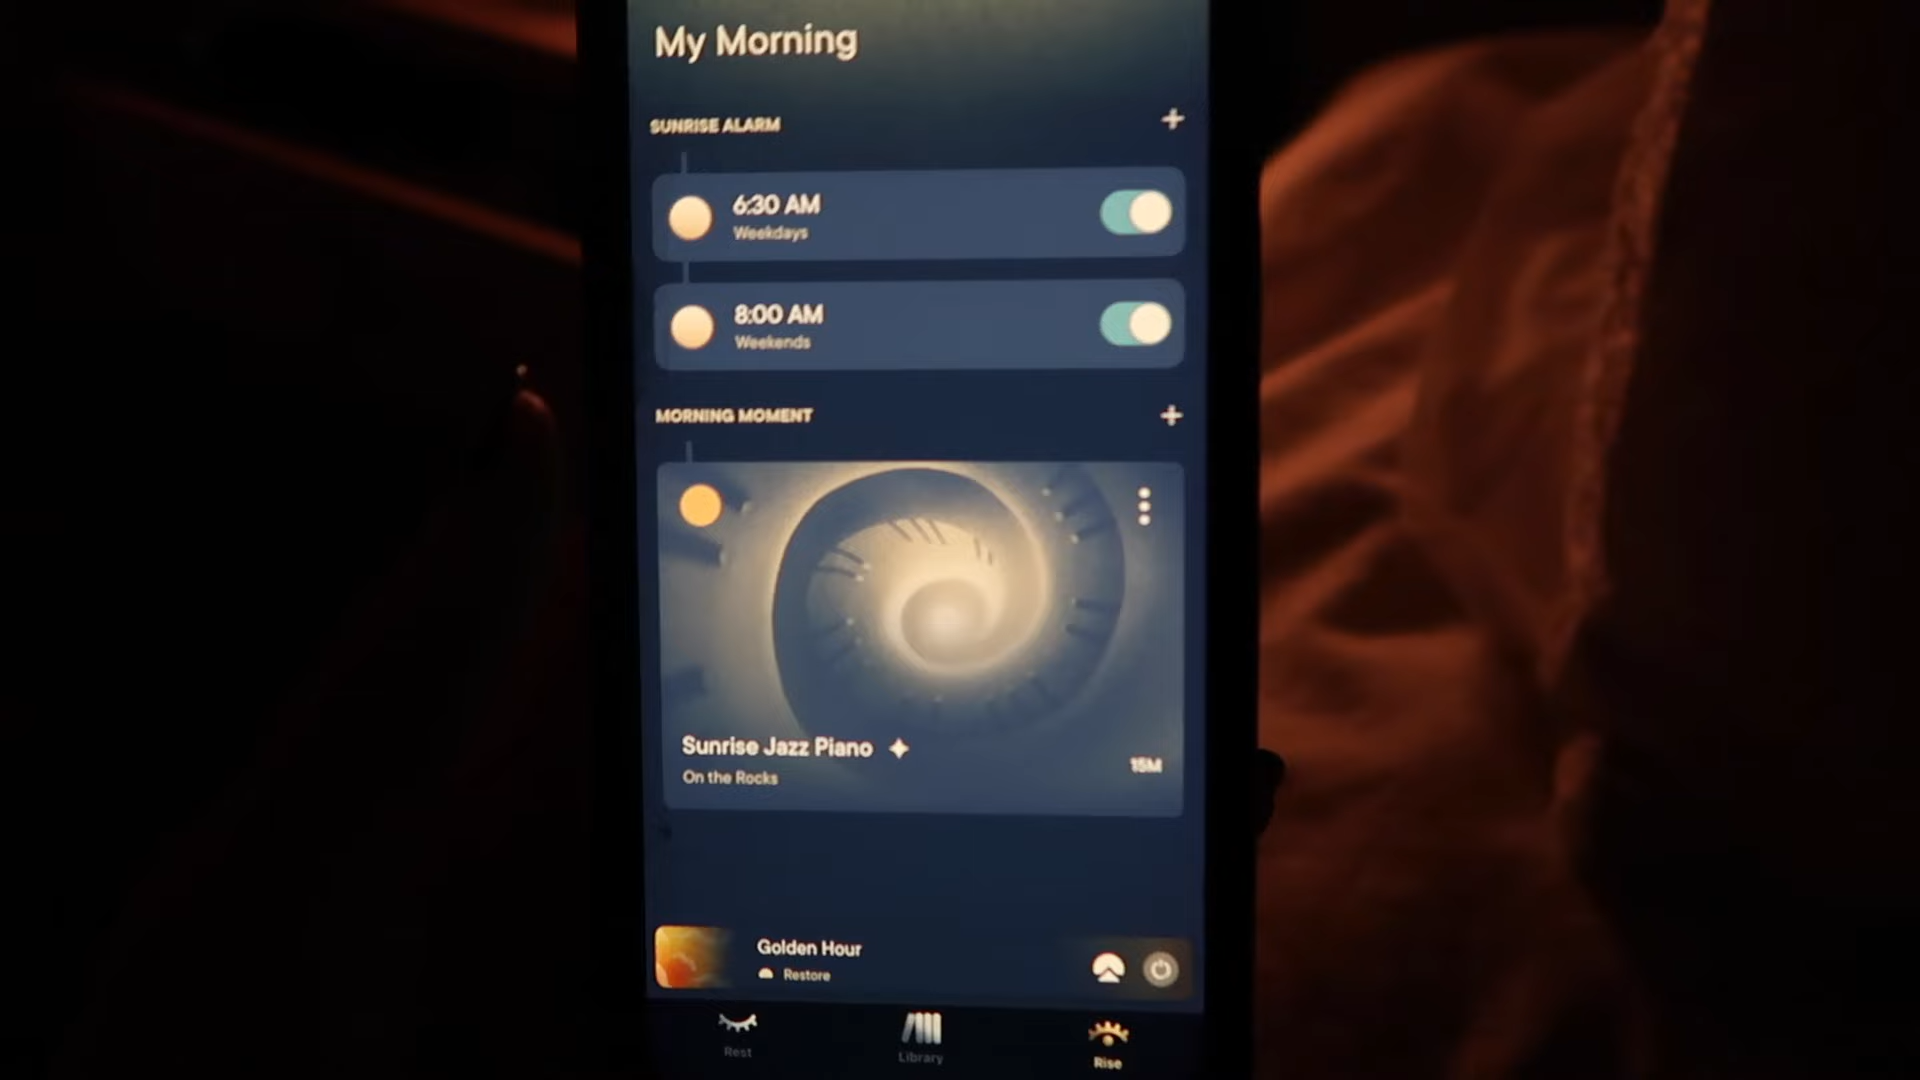 My Morning
SUNRISE ALARM
6:30 AM
Weekdays
8:00 AM
Weekends
MORNING MOMENT
Sunrise Jazz Piano
On the Rocks
15M
Golden Hour
Restore
Rest
Library
Rise